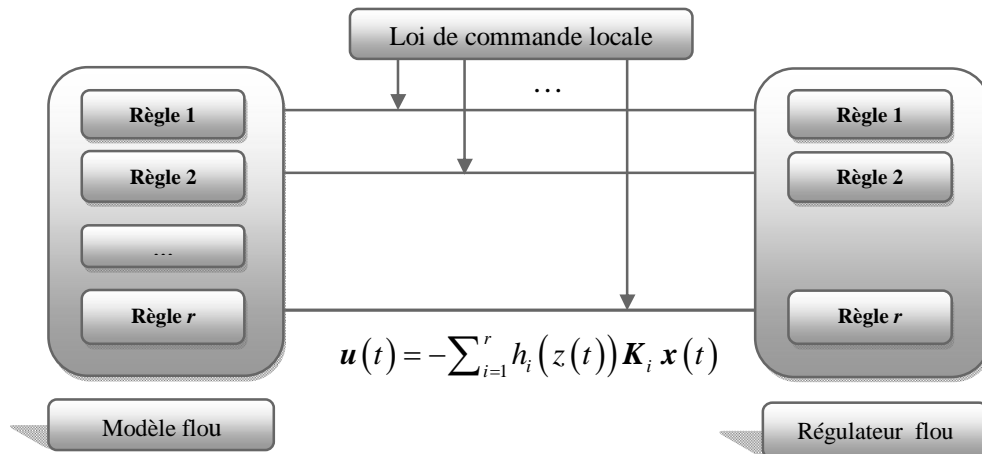 Loi de commande locale
…
Règle 1
Règle 2
…
Règle r
Règle 1
Règle 2
Règle r
u(t) = −∑_{i=1}^{r} h_i(z(t)) K_i x(t)
Modèle flou
Régulateur flou